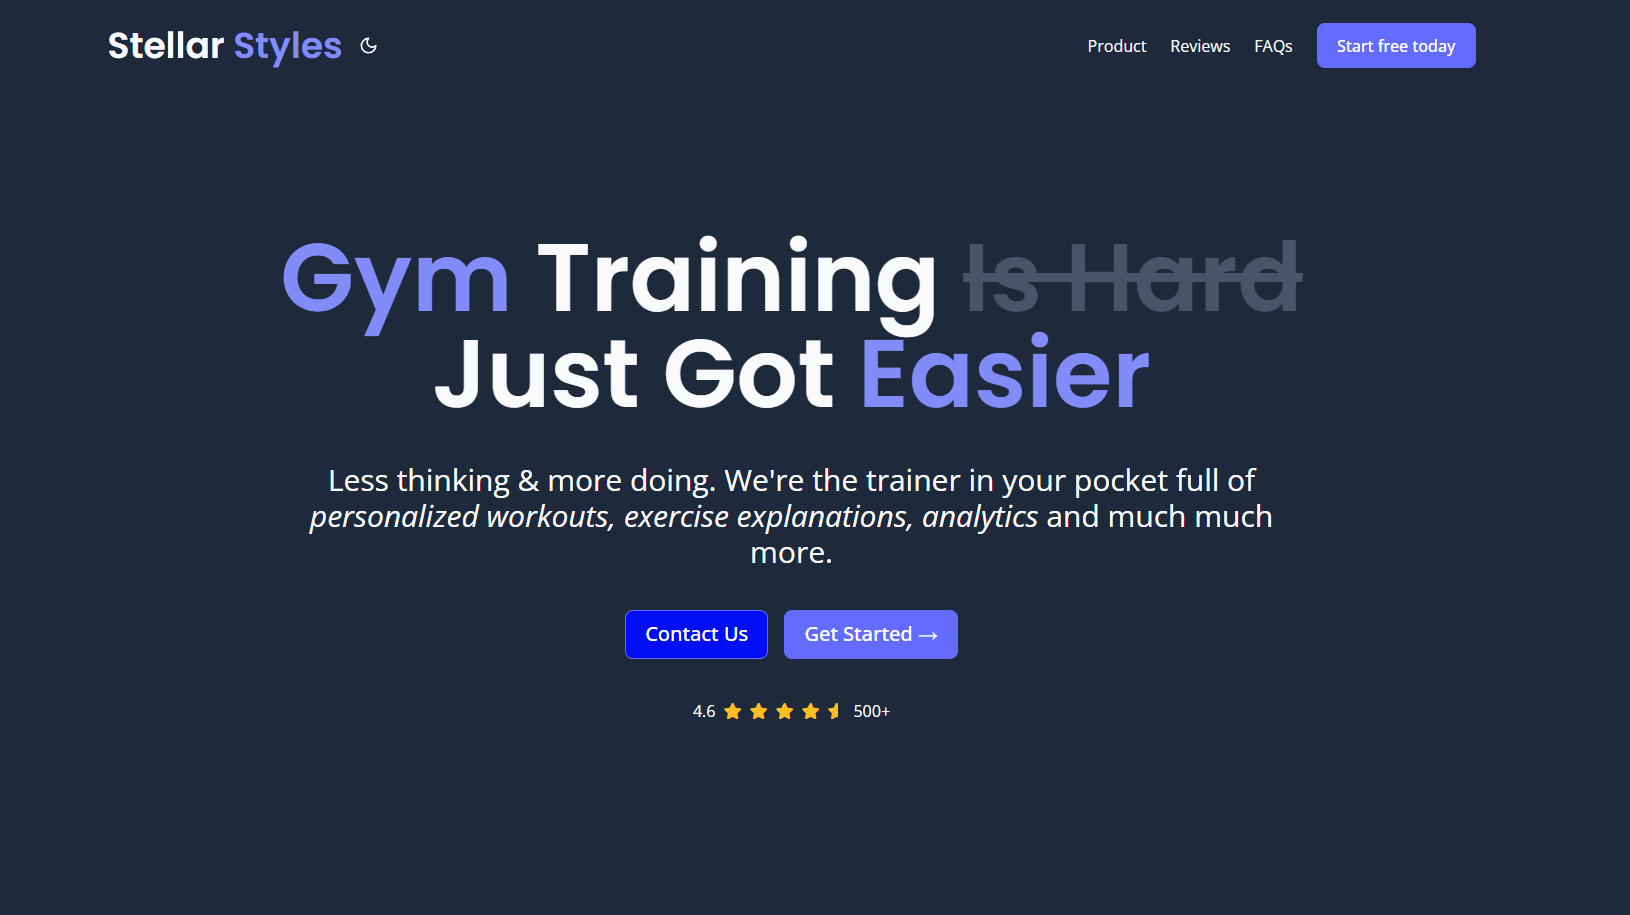 Stellar Styles
Product Reviews FAQs Start free today
Gym Training Is Hard
Just Got Easier
Less thinking & more doing. We're the trainer in your pocket full of
personalized workouts, exercise explanations, analytics and much much
more.
Contact Us Get Started →
4.6 500+